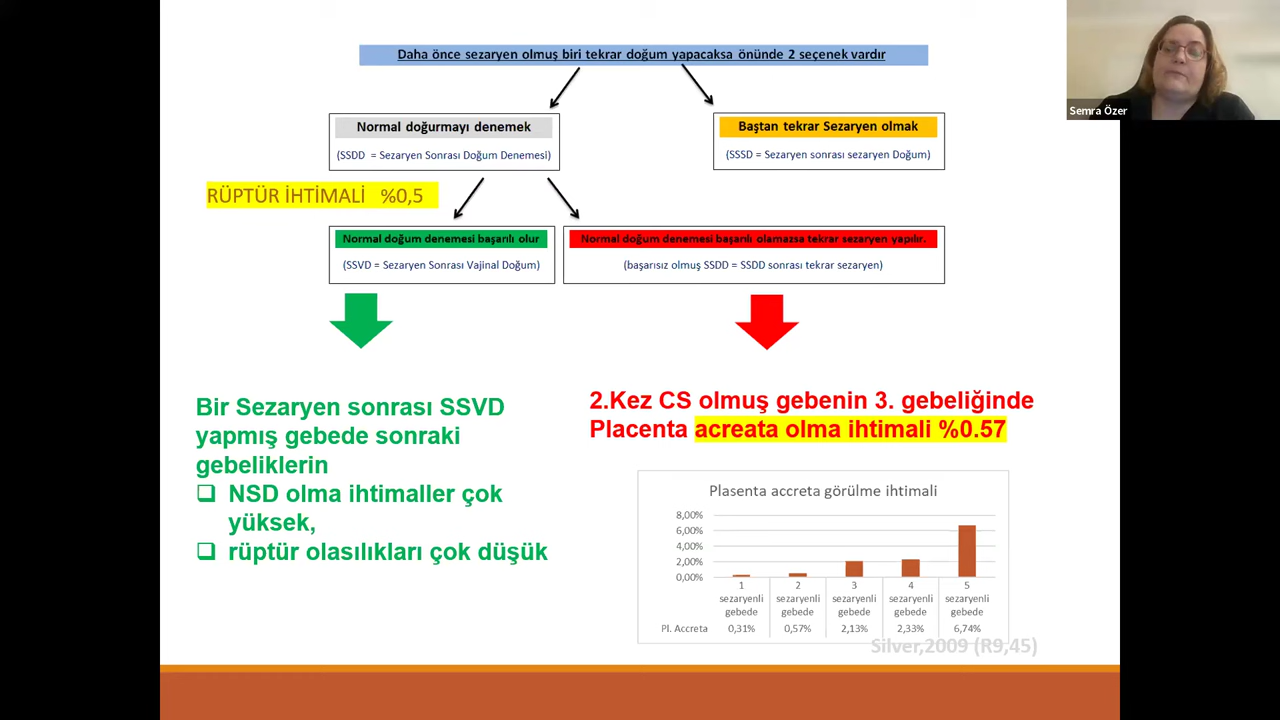 Daha önce sezaryen olmuş biri tekrar doğum yapacaksa önünde 2 seçenek vardır
Semra Özer
Normal doğurmayı denemek
(SSDD = Sezaryen Sonrası Doğum Denemesi)
Baştan tekrar Sezaryen olmak
(SSSD = Sezaryen sonrası sezaryen Doğum)
RÜPTÜR İHTİMALİ %0,5
Normal doğum denemesi başarılı olur
(SSVD = Sezaryen Sonrası Vajinal Doğum)
Normal doğum denemesi başarılı olamazsa tekrar sezaryen yapılır.
(başarısız olmuş SSDD = SSDD sonrası tekrar sezaryen)
Bir Sezaryen sonrası SSVD
yapmış gebede sonraki
gebeliklerin
NSD olma ihtimaller çok
yüksek,
rüptür olasılıkları çok düşük
2.Kez CS olmuş gebenin 3. gebeliğinde
Placenta acreata olma ihtimali %0.57
Plasenta accreta görülme ihtimali
8,00%
6,00%
4,00%
2,00%
0,00%
1 2 3 4 5
sezaryenli sezaryenli sezaryenli sezaryenli sezaryenli
gebede gebede gebede gebede gebede
Pl. Accreta 0,31% 0,57% 2,13% 2,33% 6,74%
Silver,2009 (R9,45)